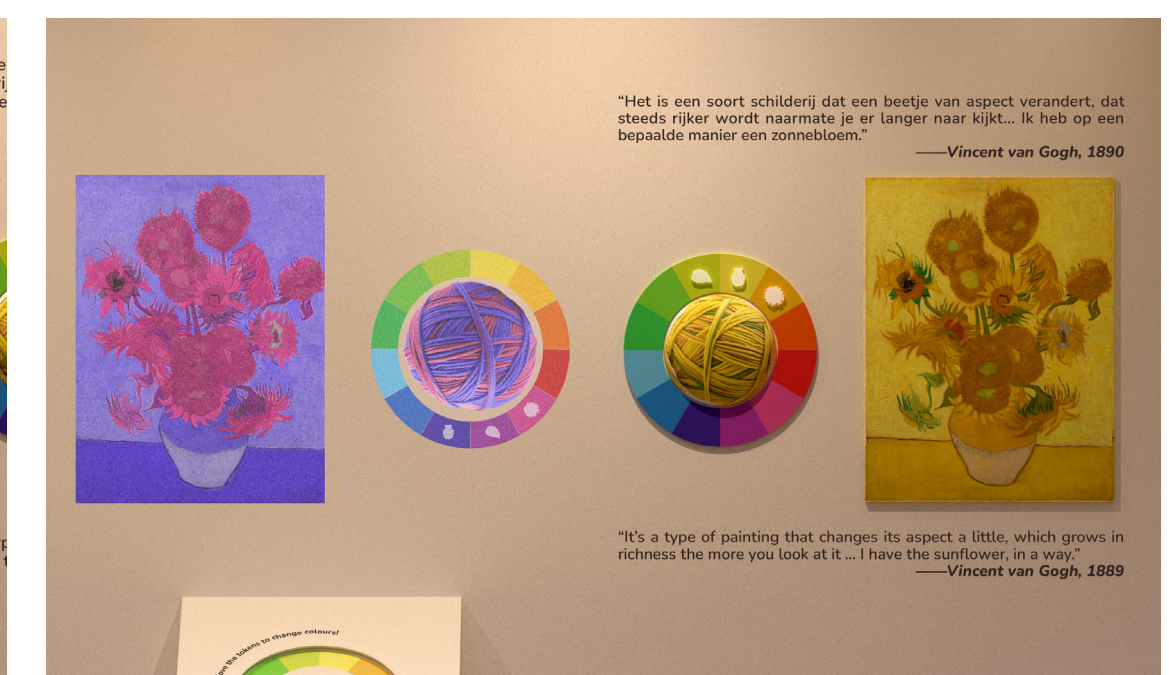 “Het is een soort schilderij dat een beetje van aspect verandert, dat
steeds rijker wordt naarmate je er langer naar kijkt... Ik heb op een
bepaalde manier een zonnebloem.”
——Vincent van Gogh, 1890
“It’s a type of painting that changes its aspect a little, which grows in
richness the more you look at it ... I have the sunflower, in a way.”
——Vincent van Gogh, 1889
the tokens to change colours!